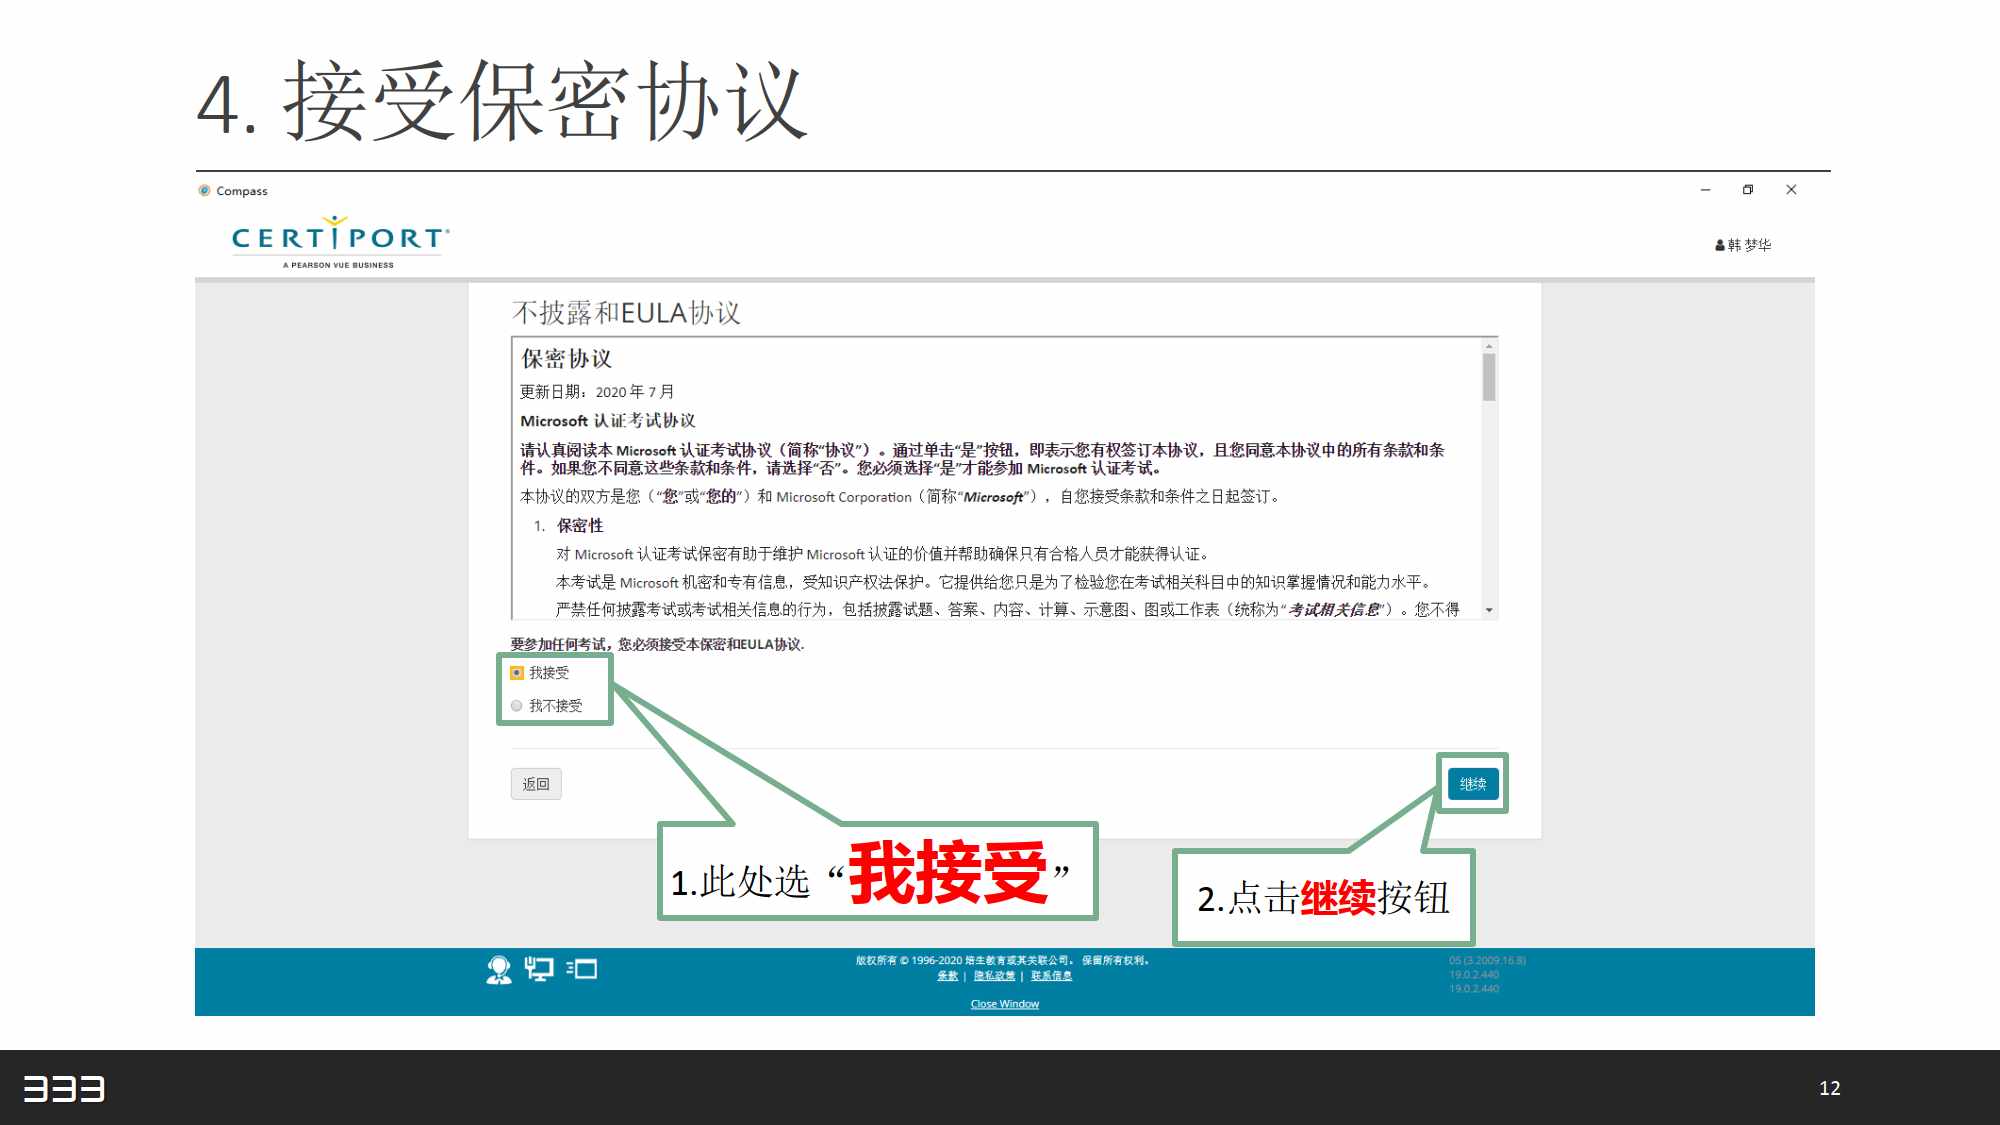 4. 接受保密协议
Compass
CERTIPORT
A PEARSON VUE BUSINESS
韩 梦华
不披露和EULA协议
保密协议
更新日期：2020 年 7 月
Microsoft 认证考试协议
请认真阅读本 Microsoft 认证考试协议（简称“协议”）。通过单击“是”按钮，即表示您有权签订本协议，且您同意本协议中的所有条款和条
件。如果您不同意这些条款和条件，请选择“否”。您必须选择“是”才能参加 Microsoft 认证考试。
本协议的双方是您（“您”或“您的”）和 Microsoft Corporation（简称“Microsoft”），自您接受条款和条件之日起签订。
1. 保密性
对 Microsoft 认证考试保密有助于维护 Microsoft 认证的价值并帮助确保只有合格人员才能获得认证。
本考试是 Microsoft 机密和专有信息，受知识产权法保护。它提供给您只是为了检验您在考试相关科目中的知识掌握情况和能力水平。
严禁任何披露考试或考试相关信息的行为，包括披露试题、答案、内容、计算、示意图、图或工作表（统称为“考试相关信息”）。您不得
要参加任何考试，您必须接受本保密和EULA协议.
我接受
我不接受
返回
继续
1.此处选“我接受”
2.点击继续按钮
版权所有 © 1996-2020 培生教育或其关联公司。 保留所有权利。
条款 | 隐私政策 | 联系信息
Close Window
05 (3.2009.16.8)
19.0.2.440
19.0.2.440
333
12